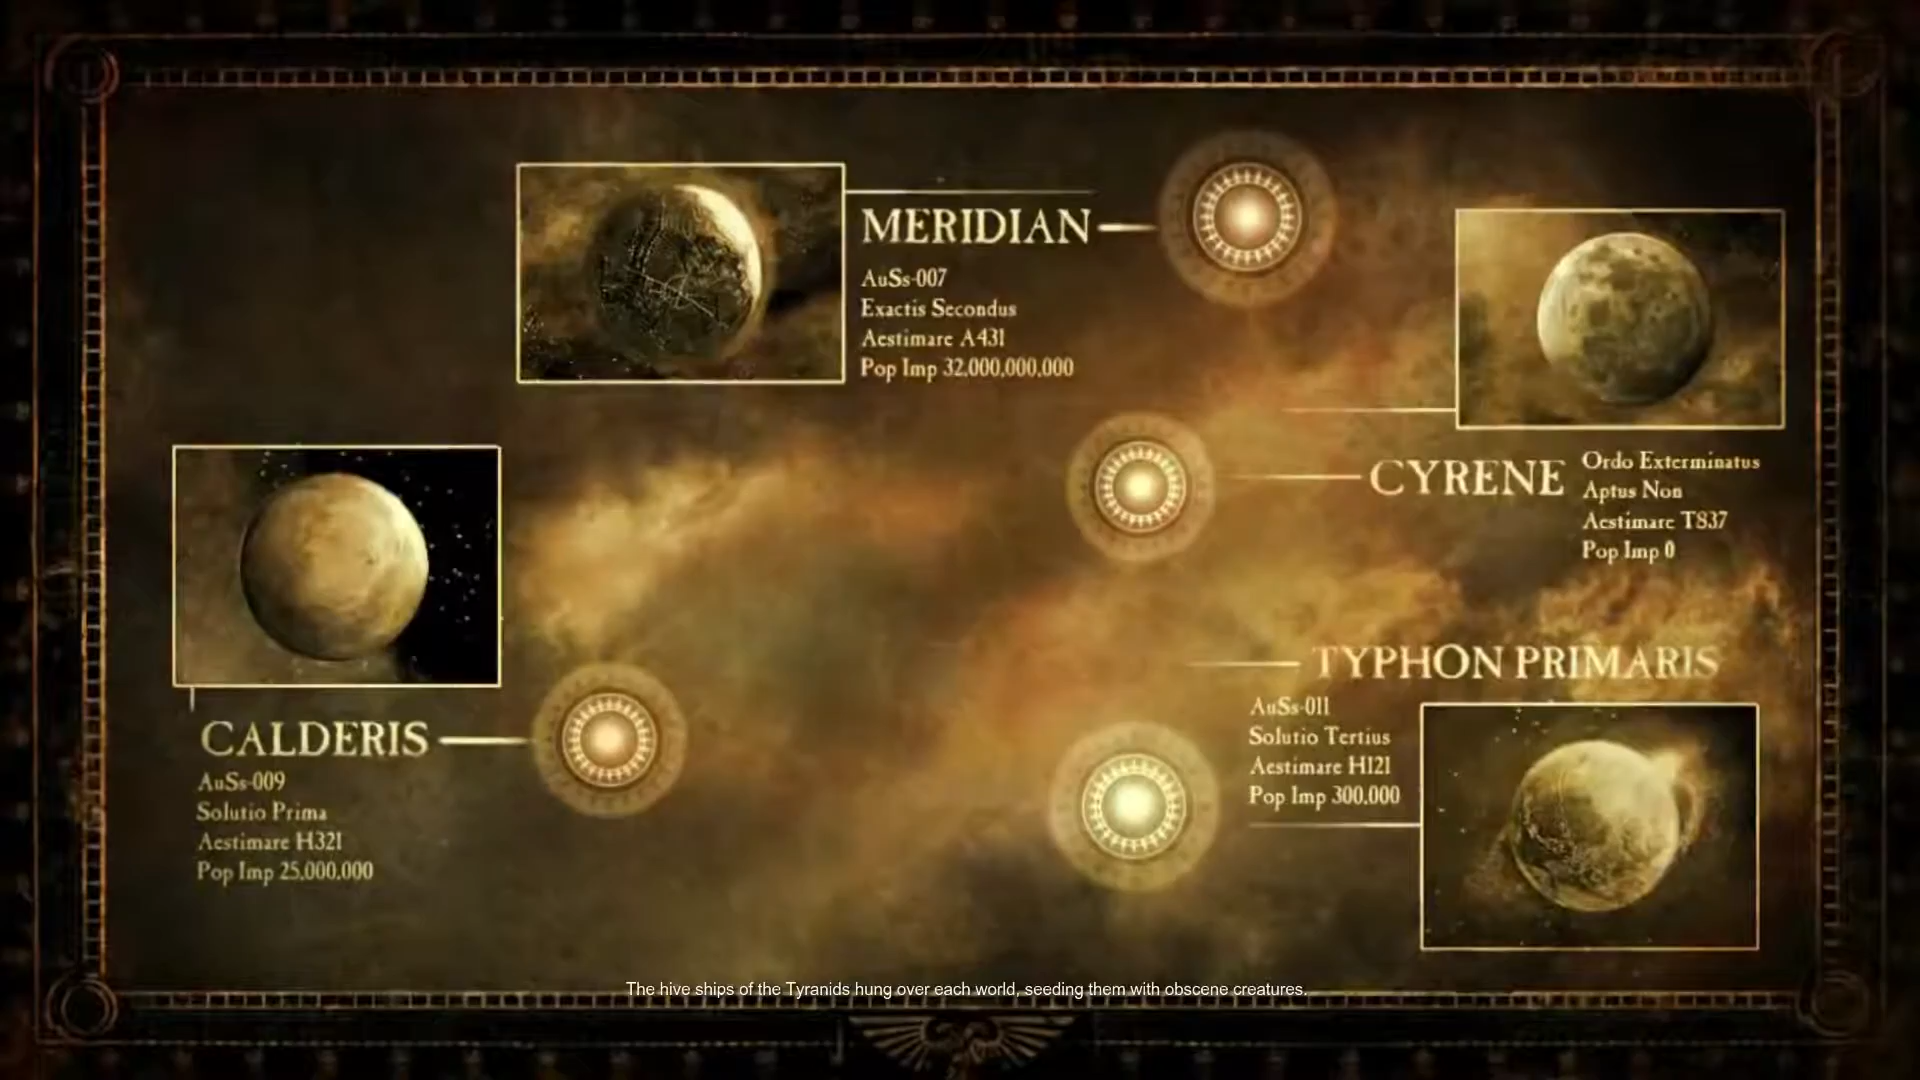 MERIDIAN
AuSs-007
Exactis Secondus
Aestimare A431
Pop Imp 32,000,000,000
CYRENE
Ordo Exterminatus
Aptus Non
Aestimare T837
Pop Imp 0
CALDERIS
AuSs-009
Solutio Prima
Aestimare H321
Pop Imp 25,000,000
TYPHON PRIMARIS
AuSs-011
Solutio Tertius
Aestimare H121
Pop Imp 300,000
The hive ships of the Tyranids hung over each world, seeding them with obscene creatures.